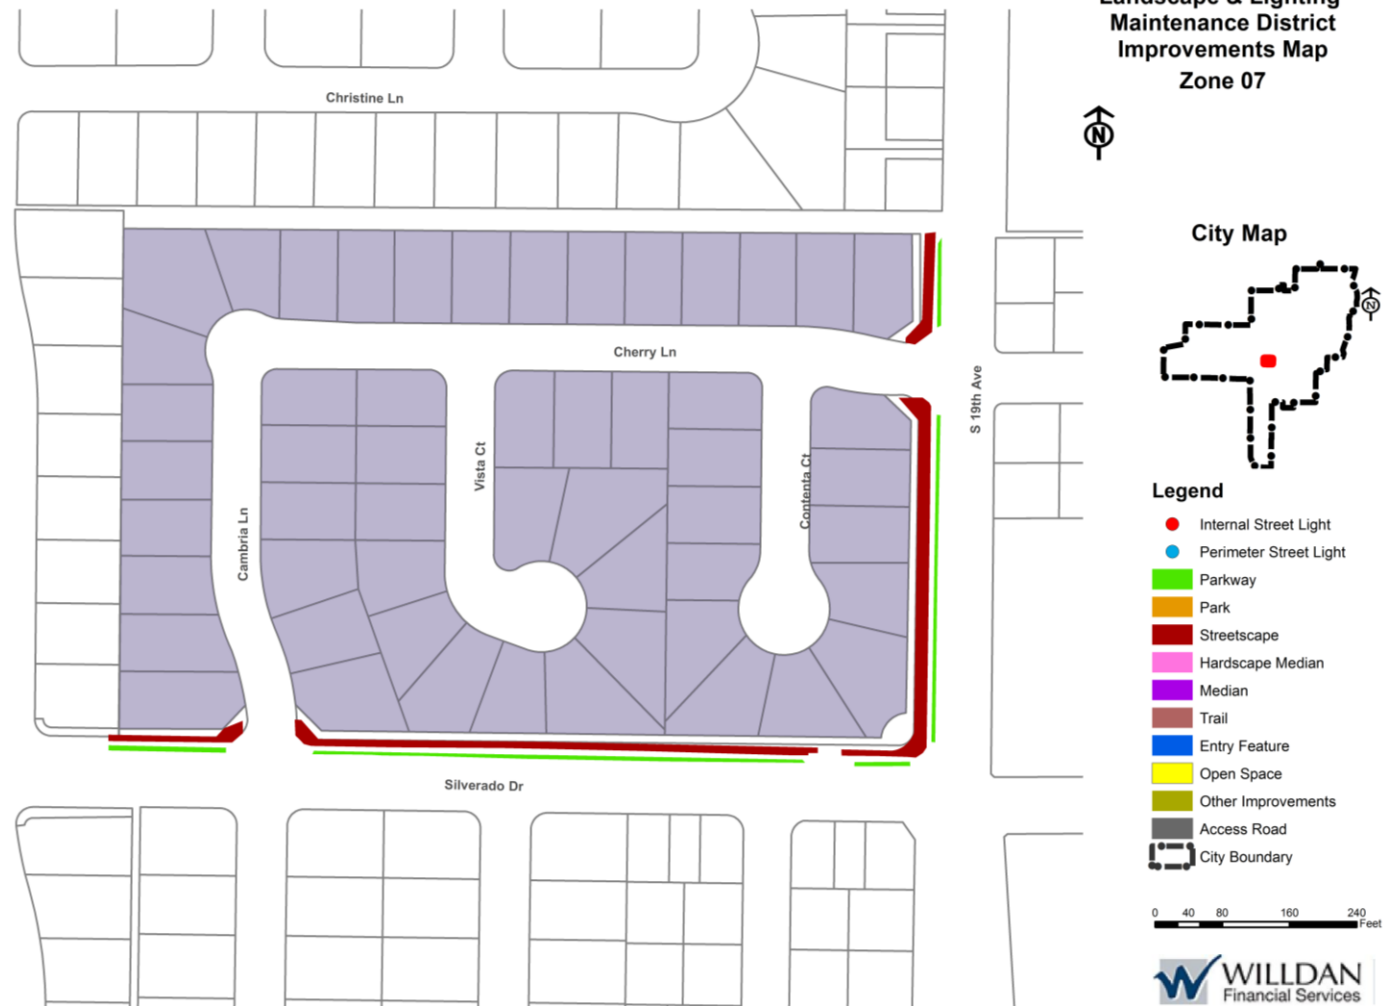 Landscape & Lighting
Maintenance District
Improvements Map
Zone 07
N
Christine Ln
City Map
N
Cherry Ln
S 19th Ave
Vista Ct
Contenta Ct
Cambria Ln
Legend
Internal Street Light
Perimeter Street Light
Parkway
Park
Streetscape
Hardscape Median
Median
Trail
Entry Feature
Open Space
Other Improvements
Access Road
City Boundary
Silverado Dr
0 40 80 160 240
Feet
WILLDAN
Financial Services